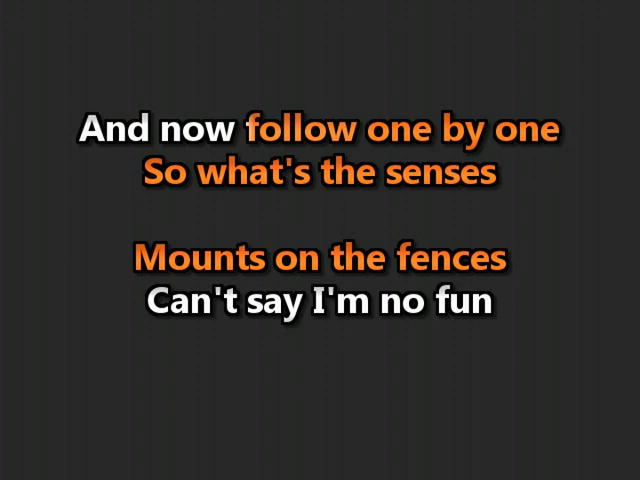 And now follow one by one
So what's the senses
Mounts on the fences
Can't say I'm no fun